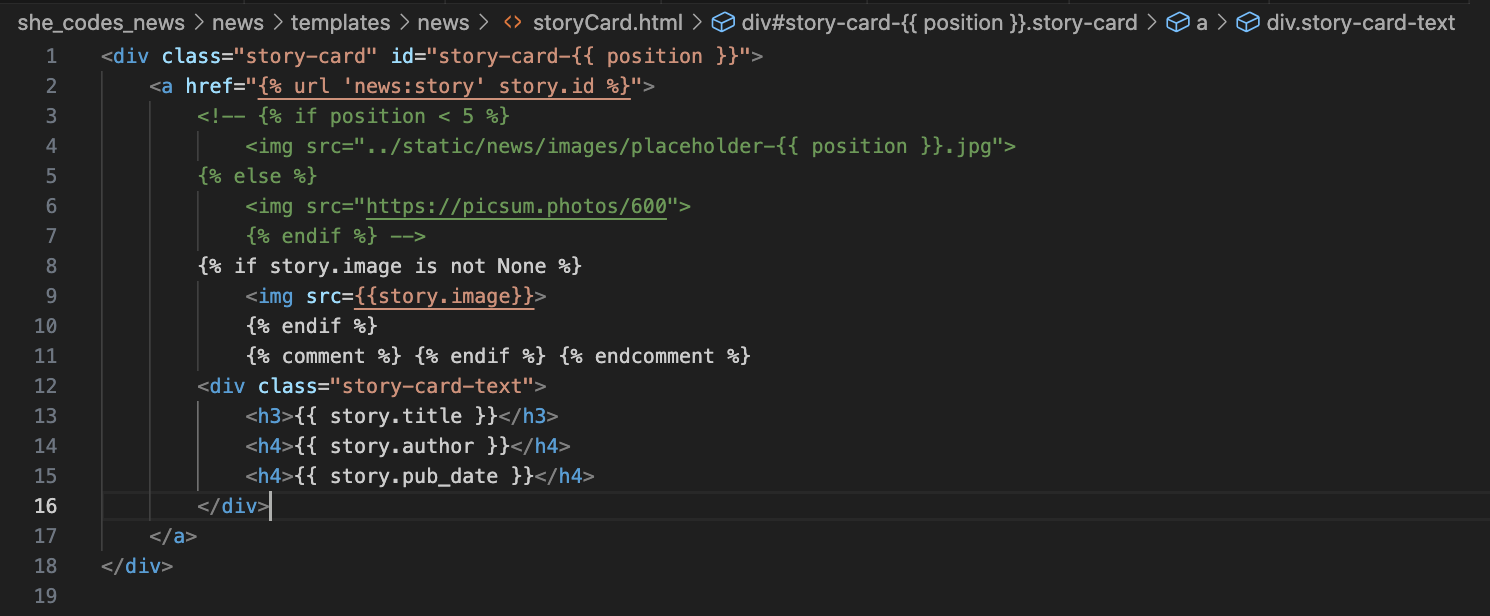 she_codes_news > news > templates > news > <> storyCard.html > div#story-card-{{ position }}.story-card > a > div.story-card-text
1 <div class="story-card" id="story-card-{{ position }}">
2     <a href="{% url 'news:story' story.id %}">
3         <!-- {% if position < 5 %}
4             <img src="../static/news/images/placeholder-{{ position }}.jpg">
5         {% else %}
6             <img src="https://picsum.photos/600">
7             {% endif %} -->
8         {% if story.image is not None %}
9             <img src={{story.image}}>
10             {% endif %}
11             {% comment %} {% endif %} {% endcomment %}
12         <div class="story-card-text">
13             <h3>{{ story.title }}</h3>
14             <h4>{{ story.author }}</h4>
15             <h4>{{ story.pub_date }}</h4>
16         </div>
17     </a>
18 </div>
19